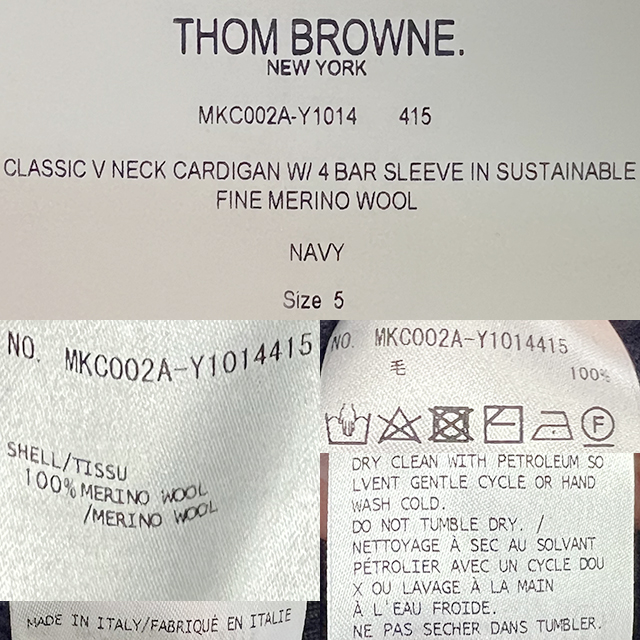 THOM BROWNE.
NEW YORK
MKC002A-Y1014 415
CLASSIC V NECK CARDIGAN W/ 4 BAR SLEEVE IN SUSTAINABLE
FINE MERINO WOOL
NAVY
Size 5
NO. MKC002A-Y1014415
SHELL/TISSU
100% MERINO WOOL
/MERINO WOOL
MADE IN ITALY/FABRIQUÉ EN ITALIE
NO. MKC002A-Y1014415
毛 100%
F
DRY CLEAN WITH PETROLEUM SO
LVENT GENTLE CYCLE OR HAND
WASH COLD.
DO NOT TUMBLE DRY. /
NETTOYAGE À SEC AU SOLVANT
PÉTROLIER AVEC UN CYCLE DOU
X OU LAVAGE À LA MAIN
À L'EAU FROIDE.
NE PAS SECHER DANS TUMBLER.